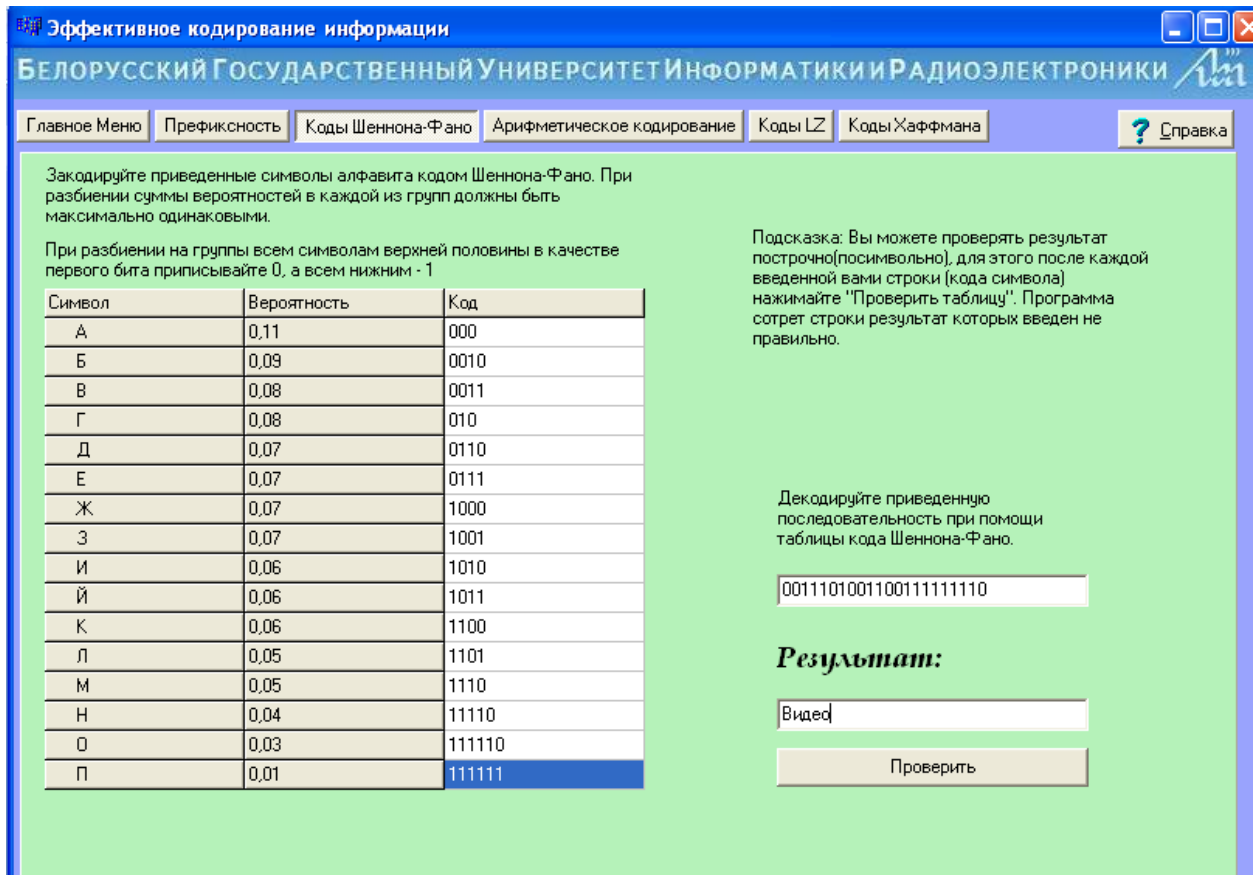 Эффективное кодирование информации
БЕЛОРУССКИЙ ГОСУДАРСТВЕННЫЙ УНИВЕРСИТЕТ ИНФОРМАТИКИ И РАДИОЭЛЕКТРОНИКИ
Главное Меню Префиксность Коды Шеннона-Фано Арифметическое кодирование Коды LZ Коды Хаффмана ? Справка
Закодируйте приведенные символы алфавита кодом Шеннона-Фано. При
разбиении суммы вероятностей в каждой из групп должны быть
максимально одинаковыми.
При разбиении на группы всем символам верхней половины в качестве
первого бита приписывайте 0, а всем нижним - 1
Символ Вероятность Код
А 0,11 000
Б 0,09 0010
В 0,08 0011
Г 0,08 010
Д 0,07 0110
Е 0,07 0111
Ж 0,07 1000
З 0,07 1001
И 0,06 1010
Й 0,06 1011
К 0,06 1100
Л 0,05 1101
М 0,05 1110
Н 0,04 11110
О 0,03 111110
П 0,01 111111
Подсказка: Вы можете проверять результат
построчно(посимвольно), для этого после каждой
введенной вами строки (кода символа)
нажимайте "Проверить таблицу". Программа
сотрет строки результат которых введен не
правильно.
Декодируйте приведенную
последовательность при помощи
таблицы кода Шеннона-Фано.
0011101001100111111110
Результат:
Видео
Проверить